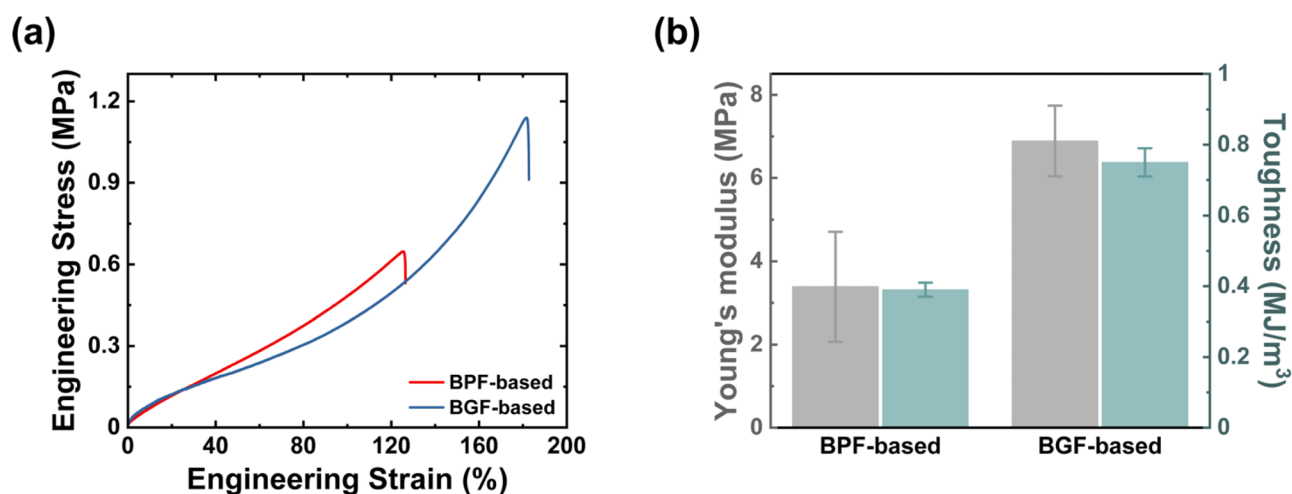 (a)
Engineering Stress (MPa)
1.2
0.9
0.6
0.3
0
BPF-based
BGF-based
0 40 80 120 160 200
Engineering Strain (%)
(b)
Young's modulus (MPa)
8
6
4
2
0
BPF-based BGF-based
1
0.8
0.6
0.4
0.2
0
Toughness (MJ/m³)